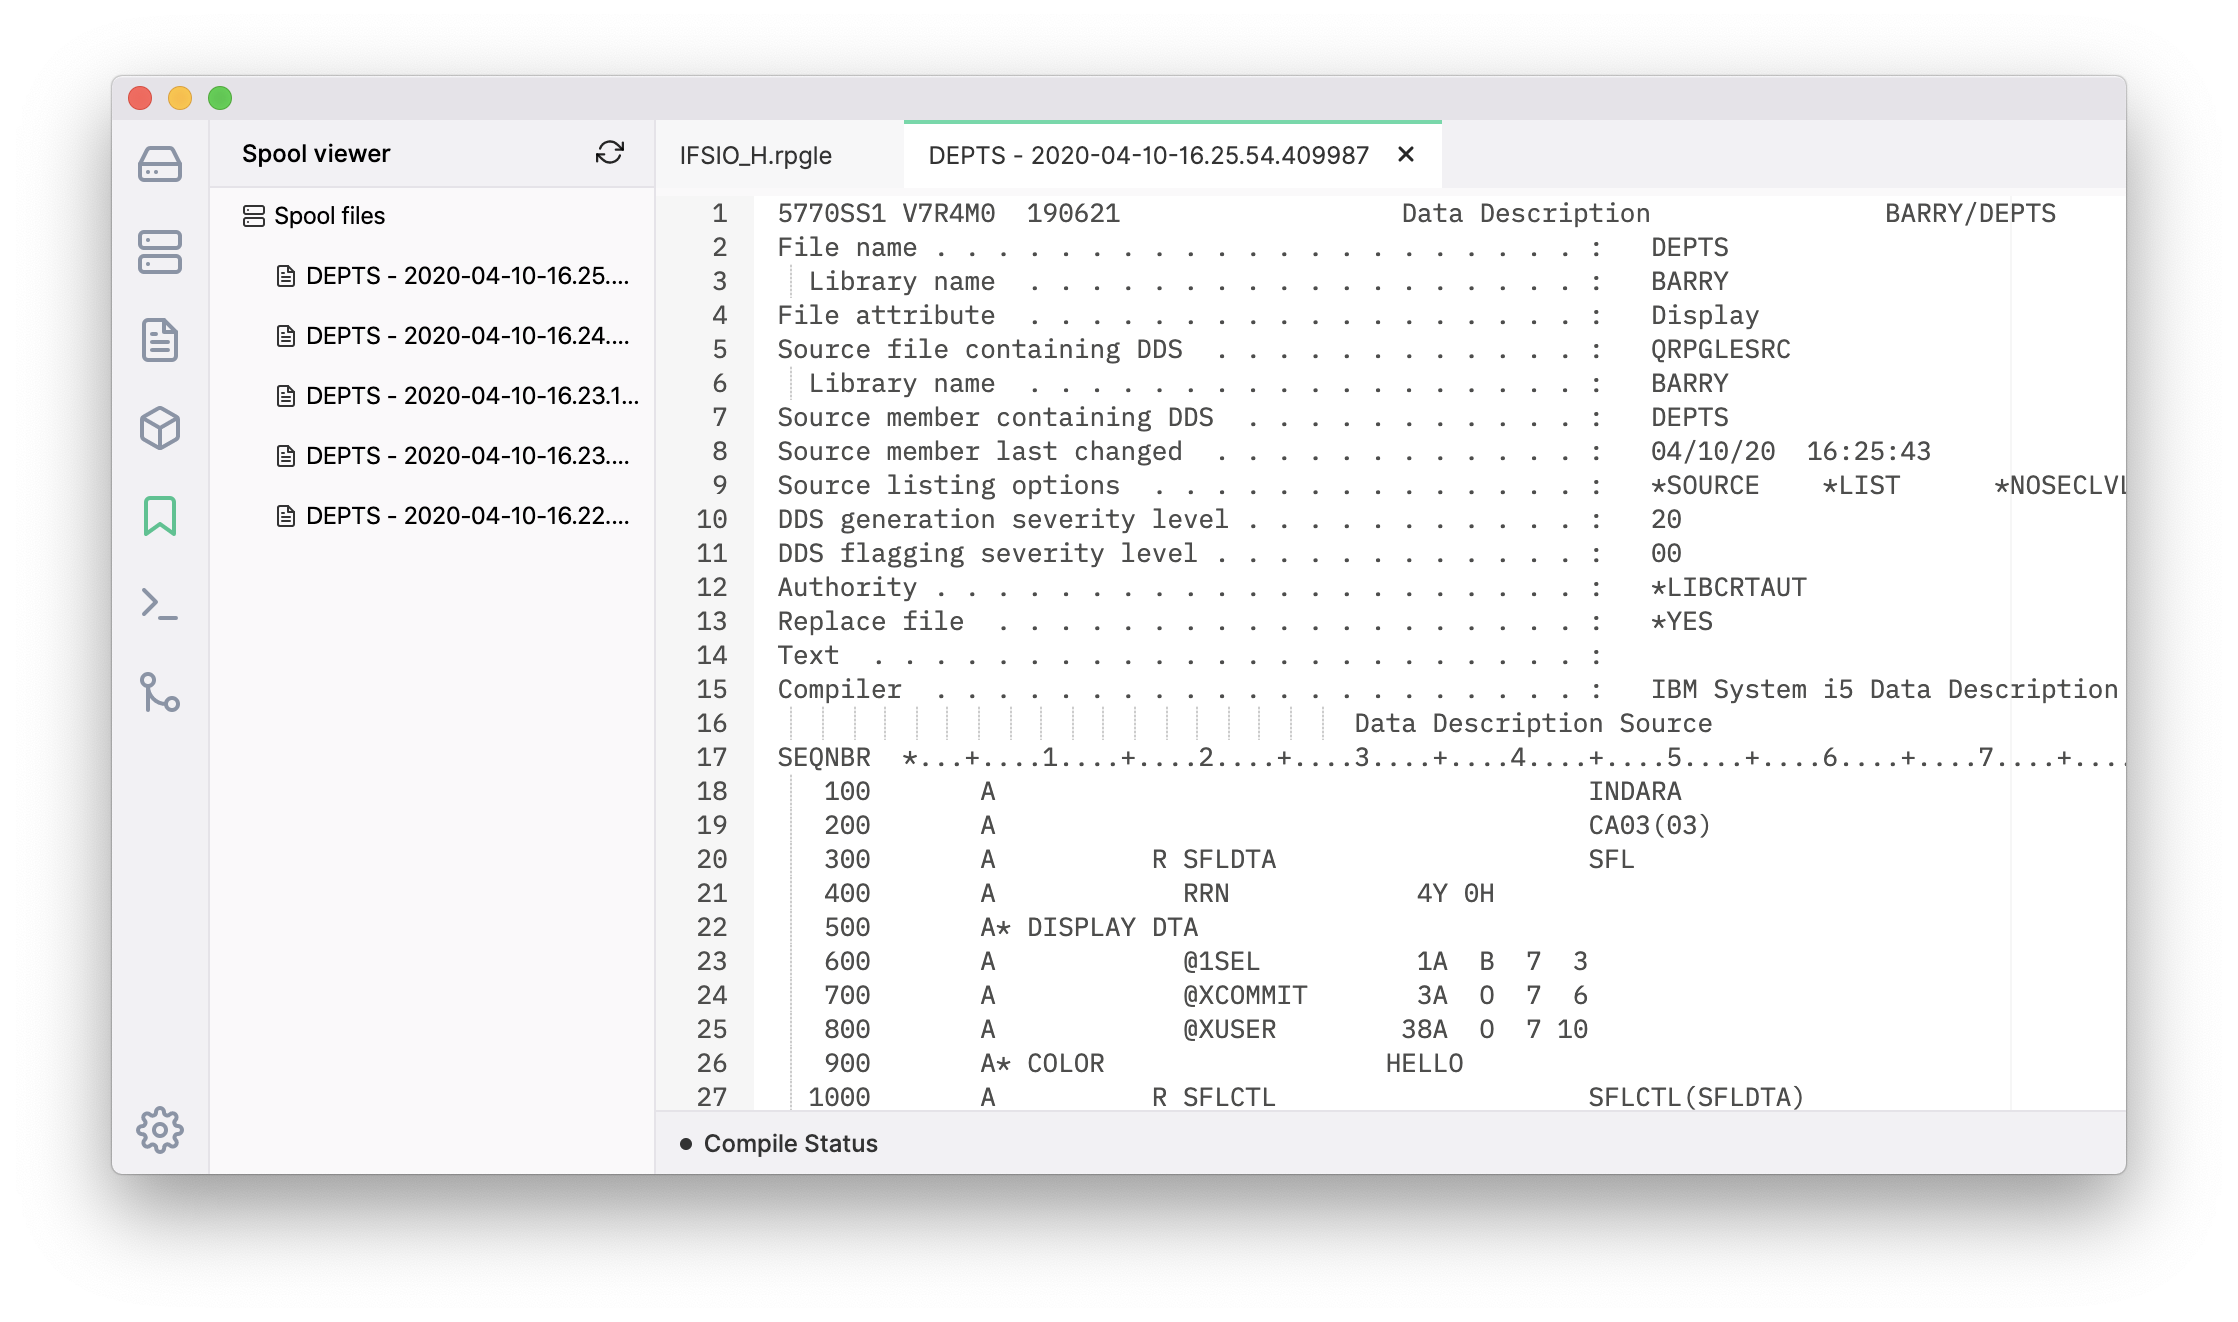 Spool viewer
Spool files
DEPTS - 2020-04-10-16.25....
DEPTS - 2020-04-10-16.24....
DEPTS - 2020-04-10-16.23.1...
DEPTS - 2020-04-10-16.23....
DEPTS - 2020-04-10-16.22....
IFSIO_H.rpgle DEPTS - 2020-04-10-16.25.54.409987 ×
1 5770SS1 V7R4M0  190621                  Data Description               BARRY/DEPTS
2 File name . . . . . . . . . . . . . . . . . . . . . . :   DEPTS
3   Library name  . . . . . . . . . . . . . . . . . . :   BARRY
4 File attribute  . . . . . . . . . . . . . . . . . . :   Display
5 Source file containing DDS  . . . . . . . . . . . . :   QRPGLESRC
6   Library name  . . . . . . . . . . . . . . . . . . :   BARRY
7 Source member containing DDS  . . . . . . . . . . . :   DEPTS
8 Source member last changed  . . . . . . . . . . . . :   04/10/20  16:25:43
9 Source listing options  . . . . . . . . . . . . . . :   *SOURCE    *LIST      *NOSECLVL
10 DDS generation severity level . . . . . . . . . . . :   20
11 DDS flagging severity level . . . . . . . . . . . . :   00
12 Authority . . . . . . . . . . . . . . . . . . . . . :   *LIBCRTAUT
13 Replace file  . . . . . . . . . . . . . . . . . . . :   *YES
14 Text  . . . . . . . . . . . . . . . . . . . . . . . :
15 Compiler  . . . . . . . . . . . . . . . . . . . . . :   IBM System i5 Data Description
16                                      Data Description Source
17 SEQNBR  *...+....1....+....2....+....3....+....4....+....5....+....6....+....7....+....
18    100       A                                      INDARA
19    200       A                                      CA03(03)
20    300       A          R SFLDTA                    SFL
21    400       A            RRN            4Y 0H
22    500       A* DISPLAY DTA
23    600       A            @1SEL          1A  B  7  3
24    700       A            @XCOMMIT       3A  O  7  6
25    800       A            @XUSER        38A  O  7 10
26    900       A* COLOR                  HELLO
27   1000       A          R SFLCTL                    SFLCTL(SFLDTA)
● Compile Status